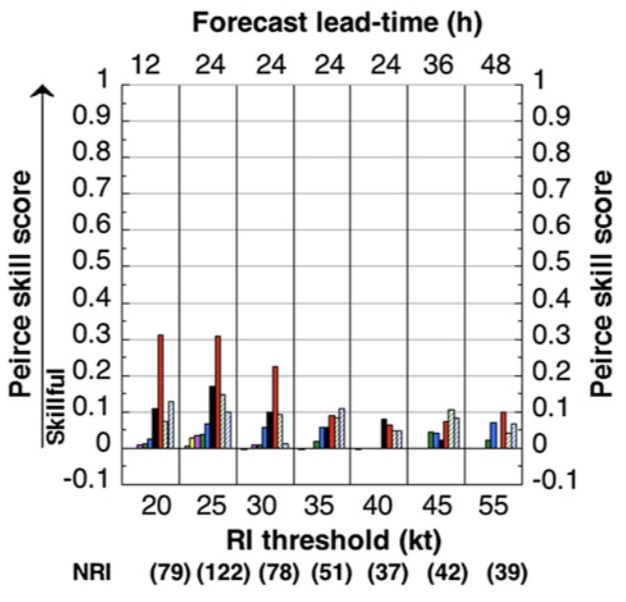 Forecast lead-time (h)
12 24 24 24 24 36 48
1 1
0.9 0.9
0.8 0.8
0.7 0.7
0.6 0.6
0.5 0.5
0.4 0.4
0.3 0.3
0.2 0.2
0.1 0.1
0 0
-0.1 -0.1
Peirce skill score
Skillful
Peirce skill score
20 25 30 35 40 45 55
RI threshold (kt)
NRI (79) (122) (78) (51) (37) (42) (39)